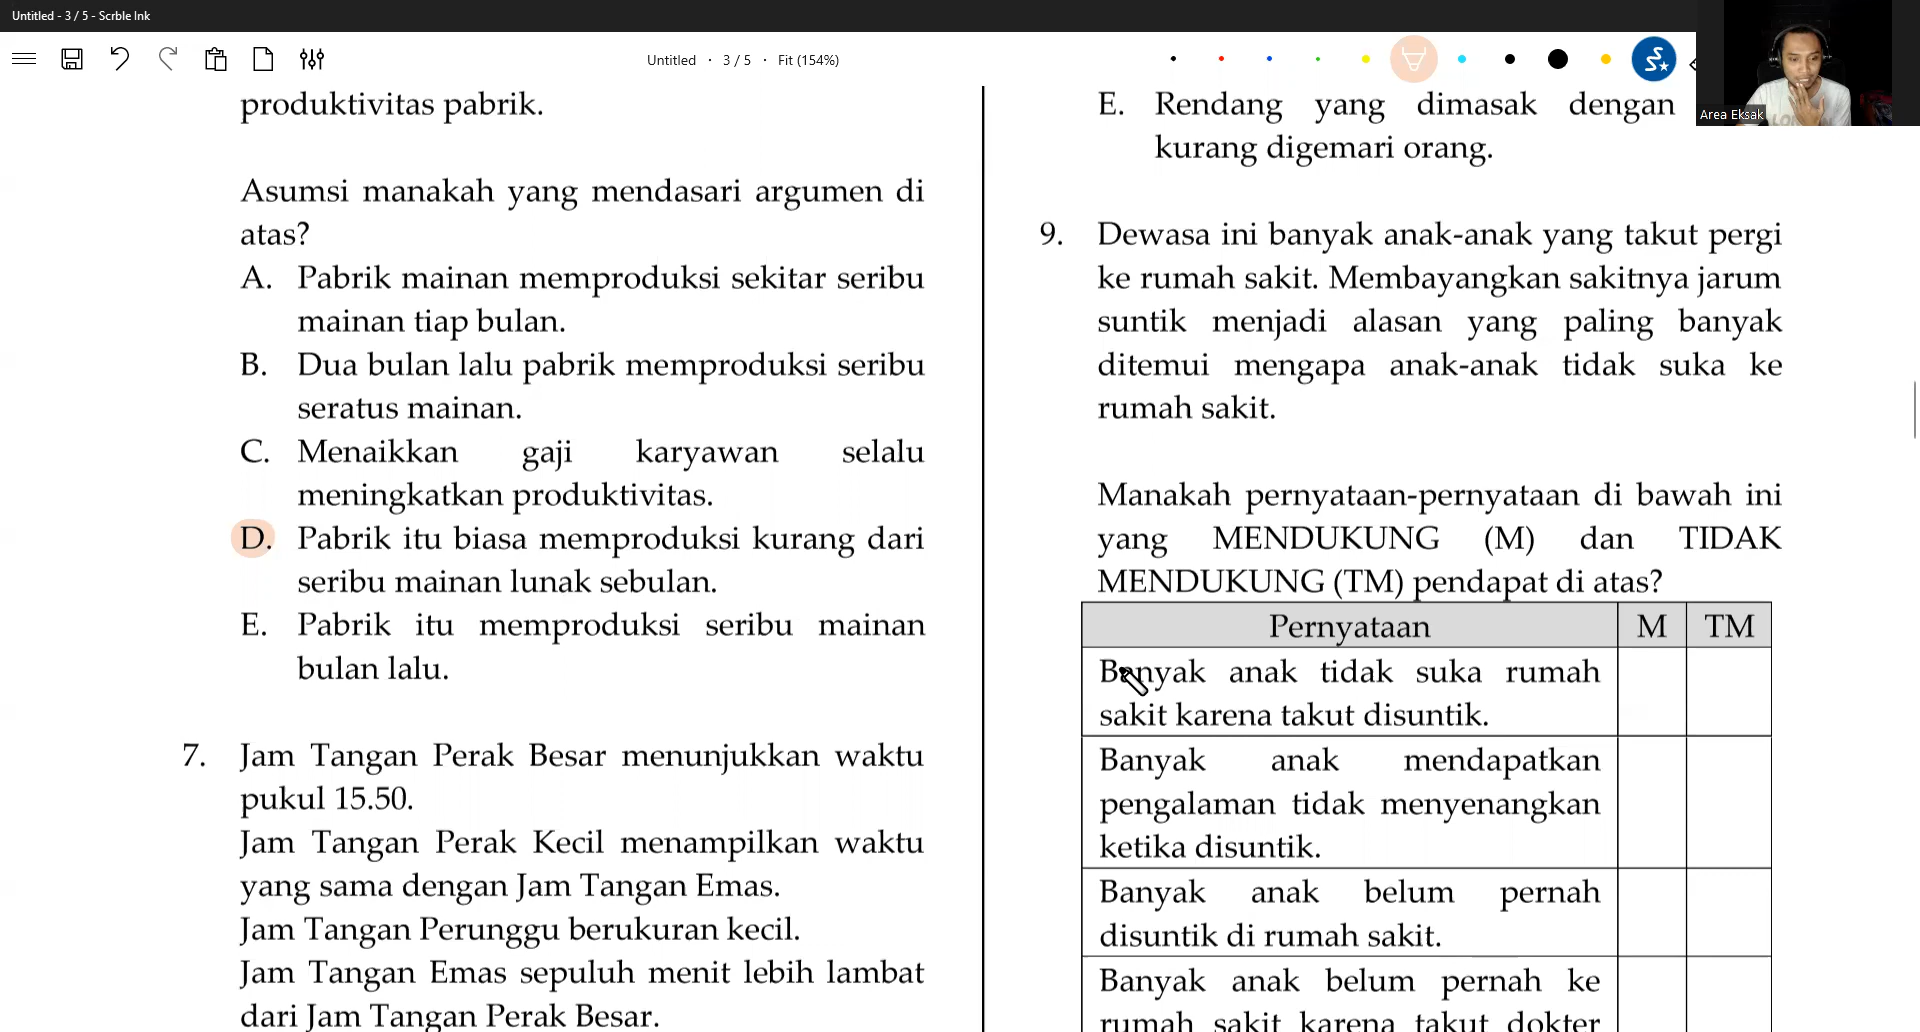 Untitled - 3 / 5 - Scrble Ink
Untitled · 3 / 5 · Fit (154%)
Area Eksak
produktivitas pabrik.
Asumsi manakah yang mendasari argumen di
atas?
A. Pabrik mainan memproduksi sekitar seribu
mainan tiap bulan.
B. Dua bulan lalu pabrik memproduksi seribu
seratus mainan.
C. Menaikkan gaji karyawan selalu
meningkatkan produktivitas.
D. Pabrik itu biasa memproduksi kurang dari
seribu mainan lunak sebulan.
E. Pabrik itu memproduksi seribu mainan
bulan lalu.
7. Jam Tangan Perak Besar menunjukkan waktu
pukul 15.50.
Jam Tangan Perak Kecil menampilkan waktu
yang sama dengan Jam Tangan Emas.
Jam Tangan Perunggu berukuran kecil.
Jam Tangan Emas sepuluh menit lebih lambat
dari Jam Tangan Perak Besar.
E. Rendang yang dimasak dengan
kurang digemari orang.
9. Dewasa ini banyak anak-anak yang takut pergi
ke rumah sakit. Membayangkan sakitnya jarum
suntik menjadi alasan yang paling banyak
ditemui mengapa anak-anak tidak suka ke
rumah sakit.
Manakah pernyataan-pernyataan di bawah ini
yang MENDUKUNG (M) dan TIDAK
MENDUKUNG (TM) pendapat di atas?
Pernyataan M TM
Banyak anak tidak suka rumah
sakit karena takut disuntik.
Banyak anak mendapatkan
pengalaman tidak menyenangkan
ketika disuntik.
Banyak anak belum pernah
disuntik di rumah sakit.
Banyak anak belum pernah ke
rumah sakit karena takut dokter